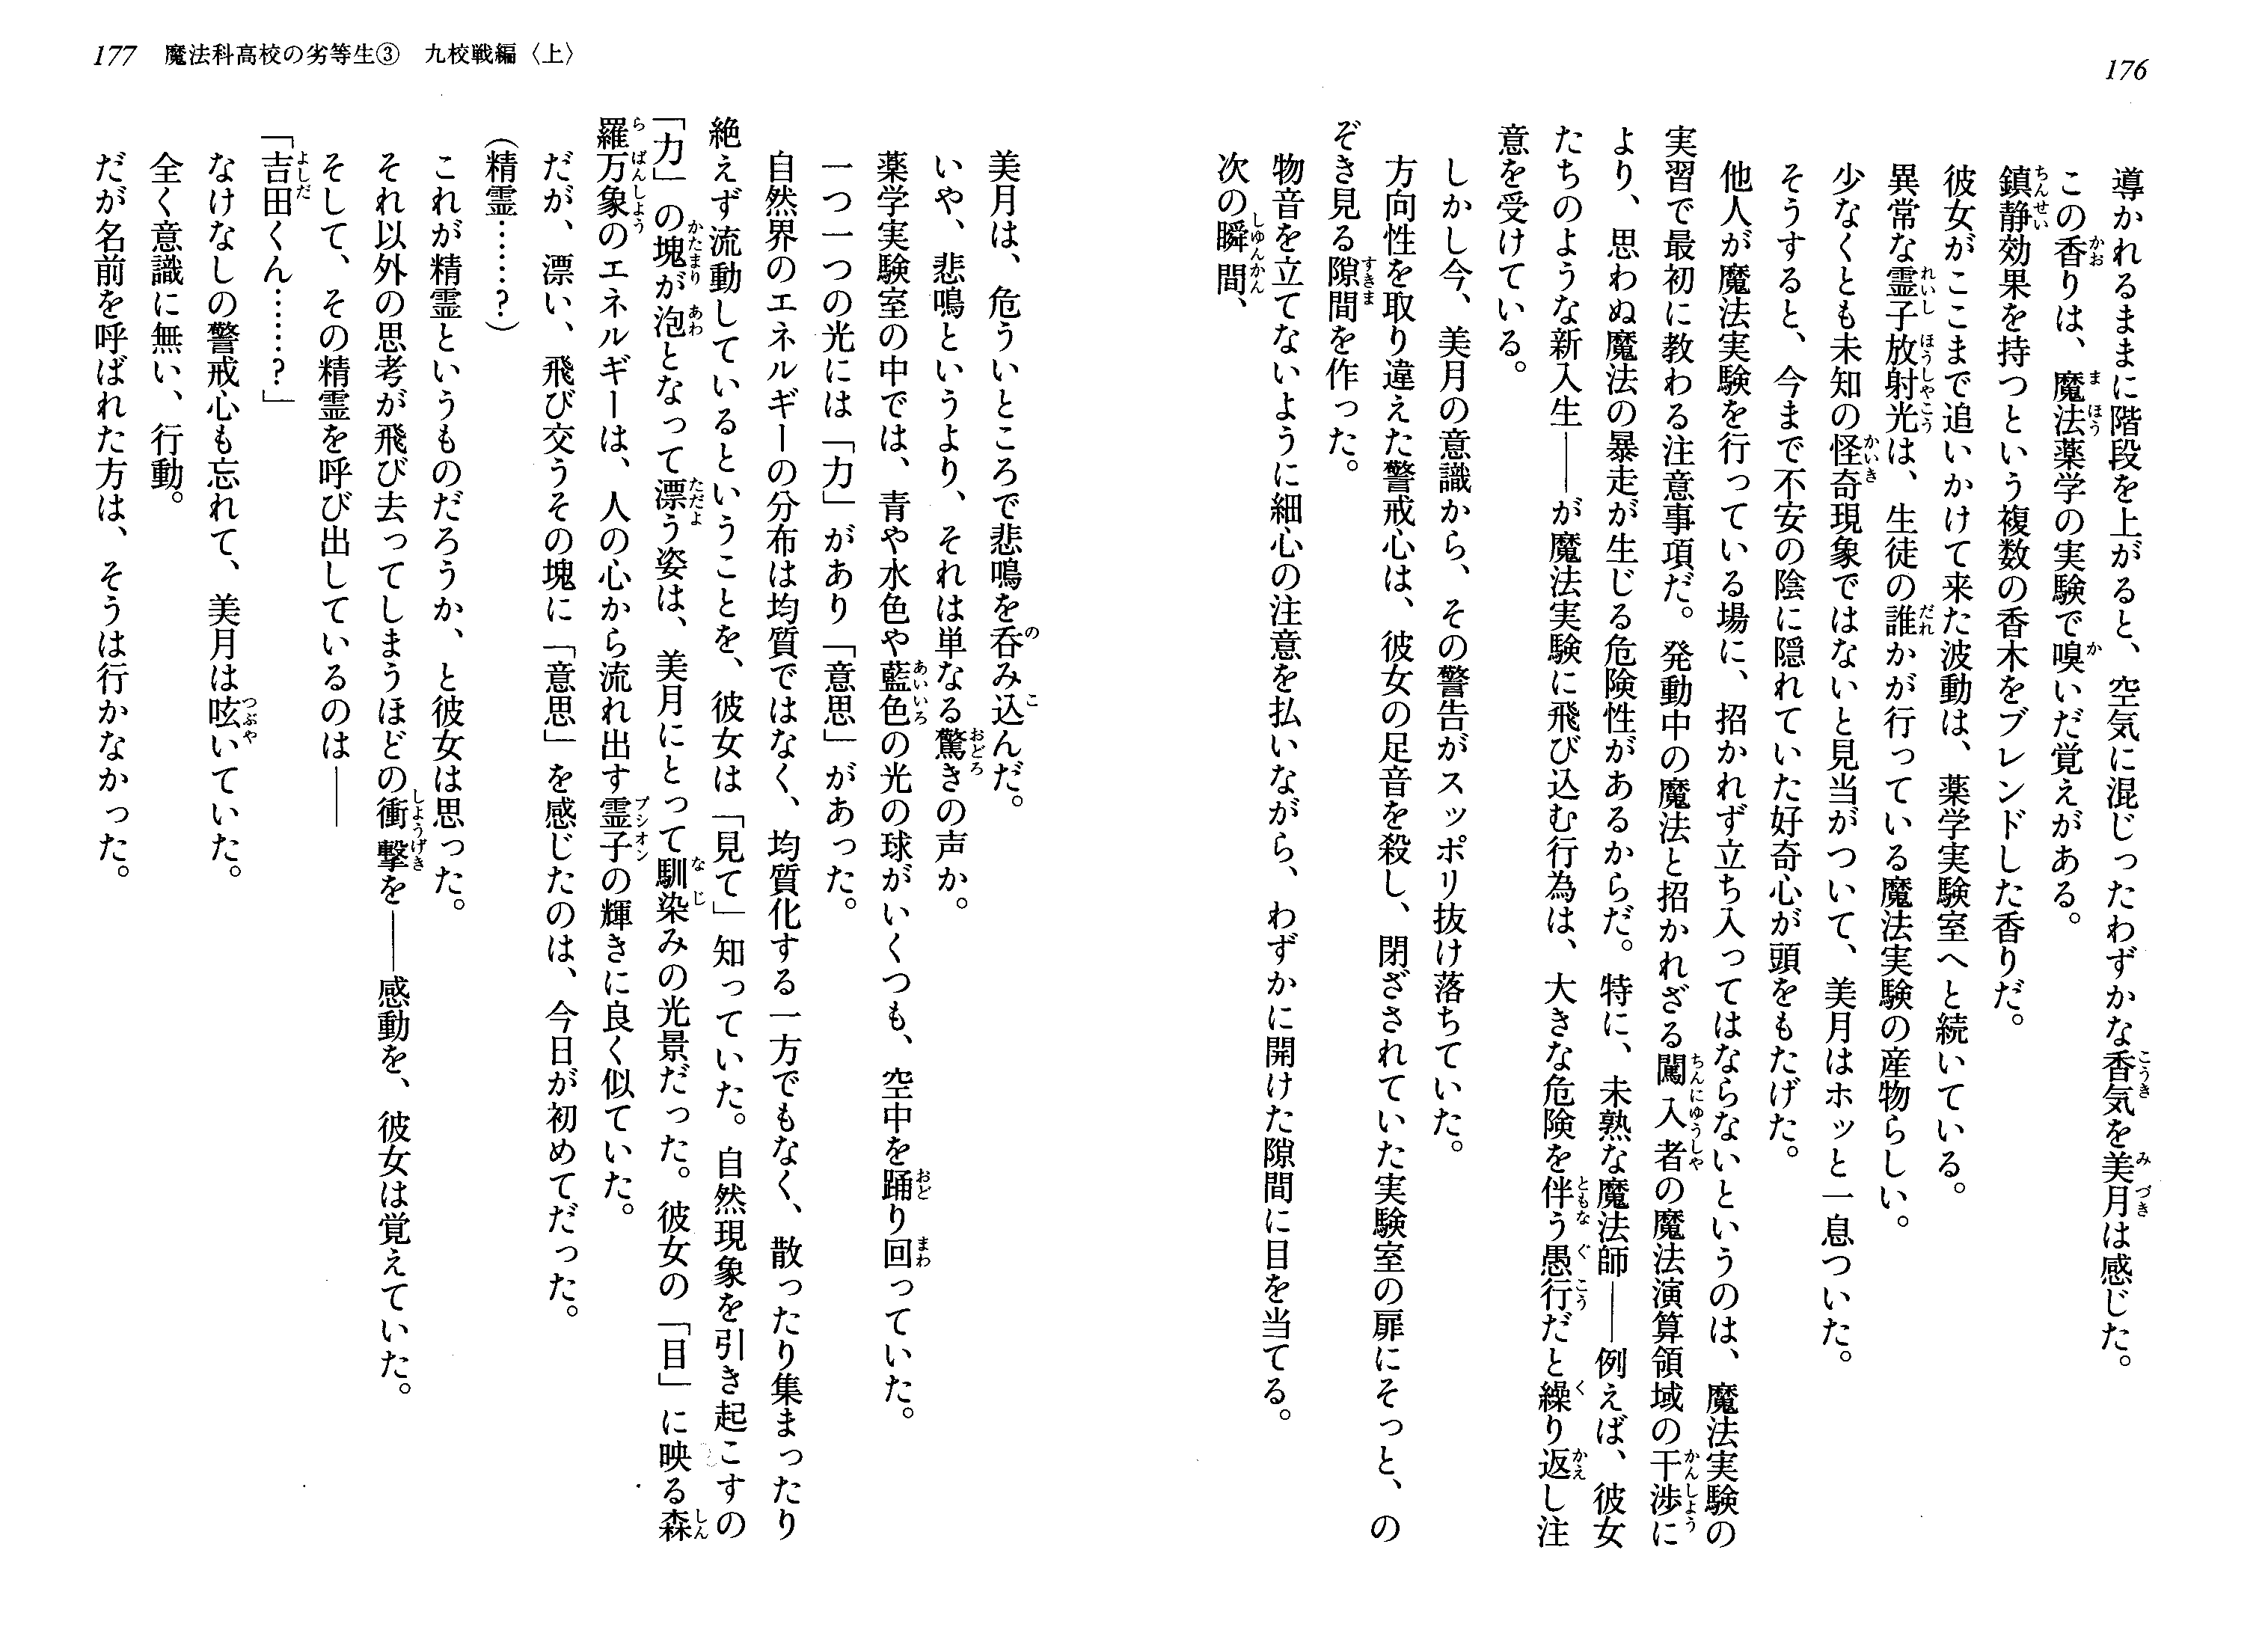 176
導かれるままに階段を上がると、空気に混じったわずかな香気を美月は感じた。
この香りは、魔法薬学の実験で嗅いだ覚えがある。
鎮静効果を持つという複数の香木をブレンドした香りだ。
彼女がここまで追いかけて来た波動は、薬学実験室へと続いている。
異常な霊子放射光は、生徒の誰かが行っている魔法実験の産物らしい。
少なくとも未知の怪奇現象ではないと見当がついて、美月はホッと一息ついた。
そうすると、今まで不安の陰に隠れていた好奇心が頭をもたげた。
他人が魔法実験を行っている場に、招かれず立ち入ってはならないというのは、魔法実験の
実習で最初に教わる注意事項だ。発動中の魔法と招かれざる闖入者の魔法演算領域の干渉に
より、思わぬ魔法の暴走が生じる危険性があるからだ。特に、未熟な魔法師――例えば、彼女
たちのような新入生――が魔法実験に飛び込む行為は、大きな危険を伴う愚行だと繰り返し注
意を受けている。
しかし今、美月の意識から、その警告がスッポリ抜け落ちていた。
方向性を取り違えた警戒心は、彼女の足音を殺し、閉ざされていた実験室の扉にそっと、の
ぞき見る隙間を作った。
物音を立てないように細心の注意を払いながら、わずかに開けた隙間に目を当てる。
次の瞬間、
177 魔法科高校の劣等生③ 九校戦編〈上〉
美月は、危ういところで悲鳴を呑み込んだ。
いや、悲鳴というより、それは単なる驚きの声か。
薬学実験室の中では、青や水色や藍色の光の球がいくつも、空中を踊り回っていた。
一つ一つの光には「力」があり「意思」があった。
自然界のエネルギーの分布は均質ではなく、均質化する一方でもなく、散ったり集まったり
絶えず流動しているということを、彼女は「見て」知っていた。自然現象を引き起こすの
「力」の塊が泡となって漂う姿は、美月にとって馴染みの光景だった。彼女の「目」に映る森
羅万象のエネルギーは、人の心から流れ出す霊子の輝きに良く似ていた。
だが、漂い、飛び交うその塊に「意思」を感じたのは、今日が初めてだった。
（精霊……？）
これが精霊というものだろうか、と彼女は思った。
それ以外の思考が飛び去ってしまうほどの衝撃を――感動を、彼女は覚えていた。
そして、その精霊を呼び出しているのは――
「吉田くん……？」
なけなしの警戒心も忘れて、美月は呟いていた。
全く意識に無い、行動。
だが名前を呼ばれた方は、そうは行かなかった。